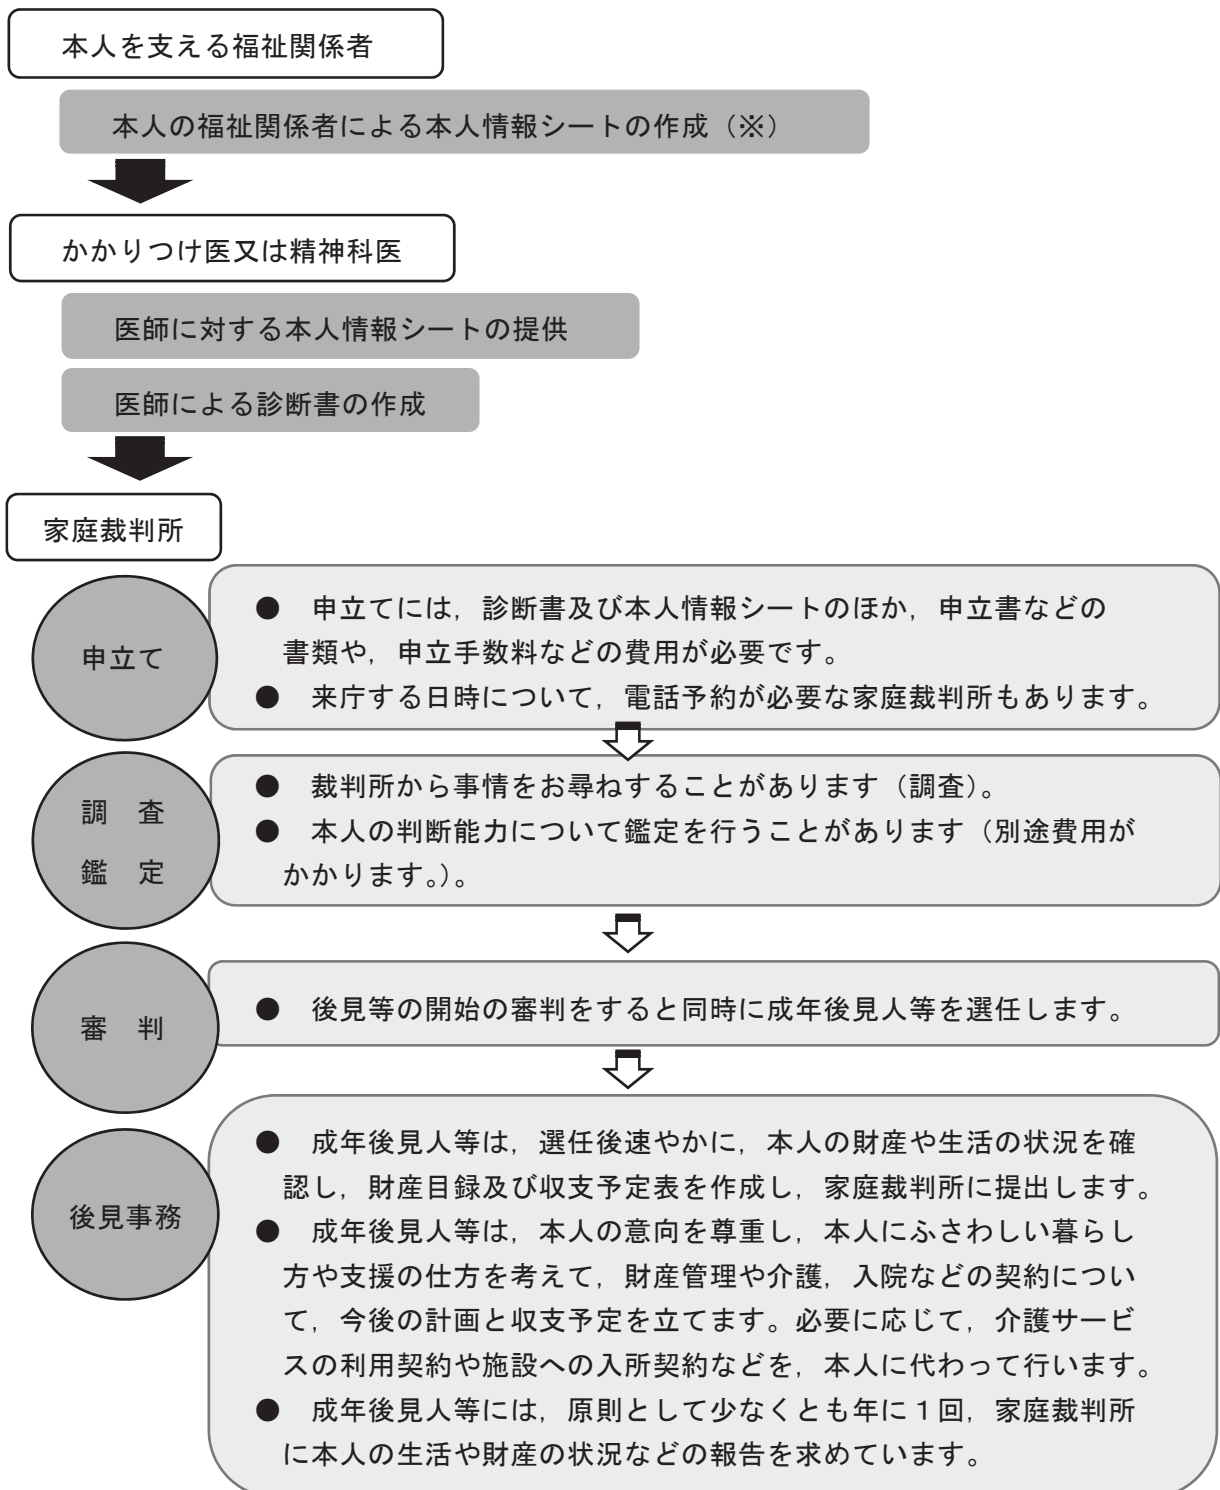 本人を支える福祉関係者
本人の福祉関係者による本人情報シートの作成（※）
かかりつけ医又は精神科医
医師に対する本人情報シートの提供
医師による診断書の作成
家庭裁判所
申立て
●　申立てには，診断書及び本人情報シートのほか，申立書などの
書類や，申立手数料などの費用が必要です。
●　来庁する日時について，電話予約が必要な家庭裁判所もあります。
調　査
鑑　定
●　裁判所から事情をお尋ねすることがあります（調査）。
●　本人の判断能力について鑑定を行うことがあります（別途費用が
かかります。）。
審　判
●　後見等の開始の審判をすると同時に成年後見人等を選任します。
後見事務
●　成年後見人等は，選任後速やかに，本人の財産や生活の状況を確
認し，財産目録及び収支予定表を作成し，家庭裁判所に提出します。
●　成年後見人等は，本人の意向を尊重し，本人にふさわしい暮らし
方や支援の仕方を考えて，財産管理や介護，入院などの契約につい
て，今後の計画と収支予定を立てます。必要に応じて，介護サービ
スの利用契約や施設への入所契約などを，本人に代わって行います。
●　成年後見人等には，原則として少なくとも年に１回，家庭裁判所
に本人の生活や財産の状況などの報告を求めています。